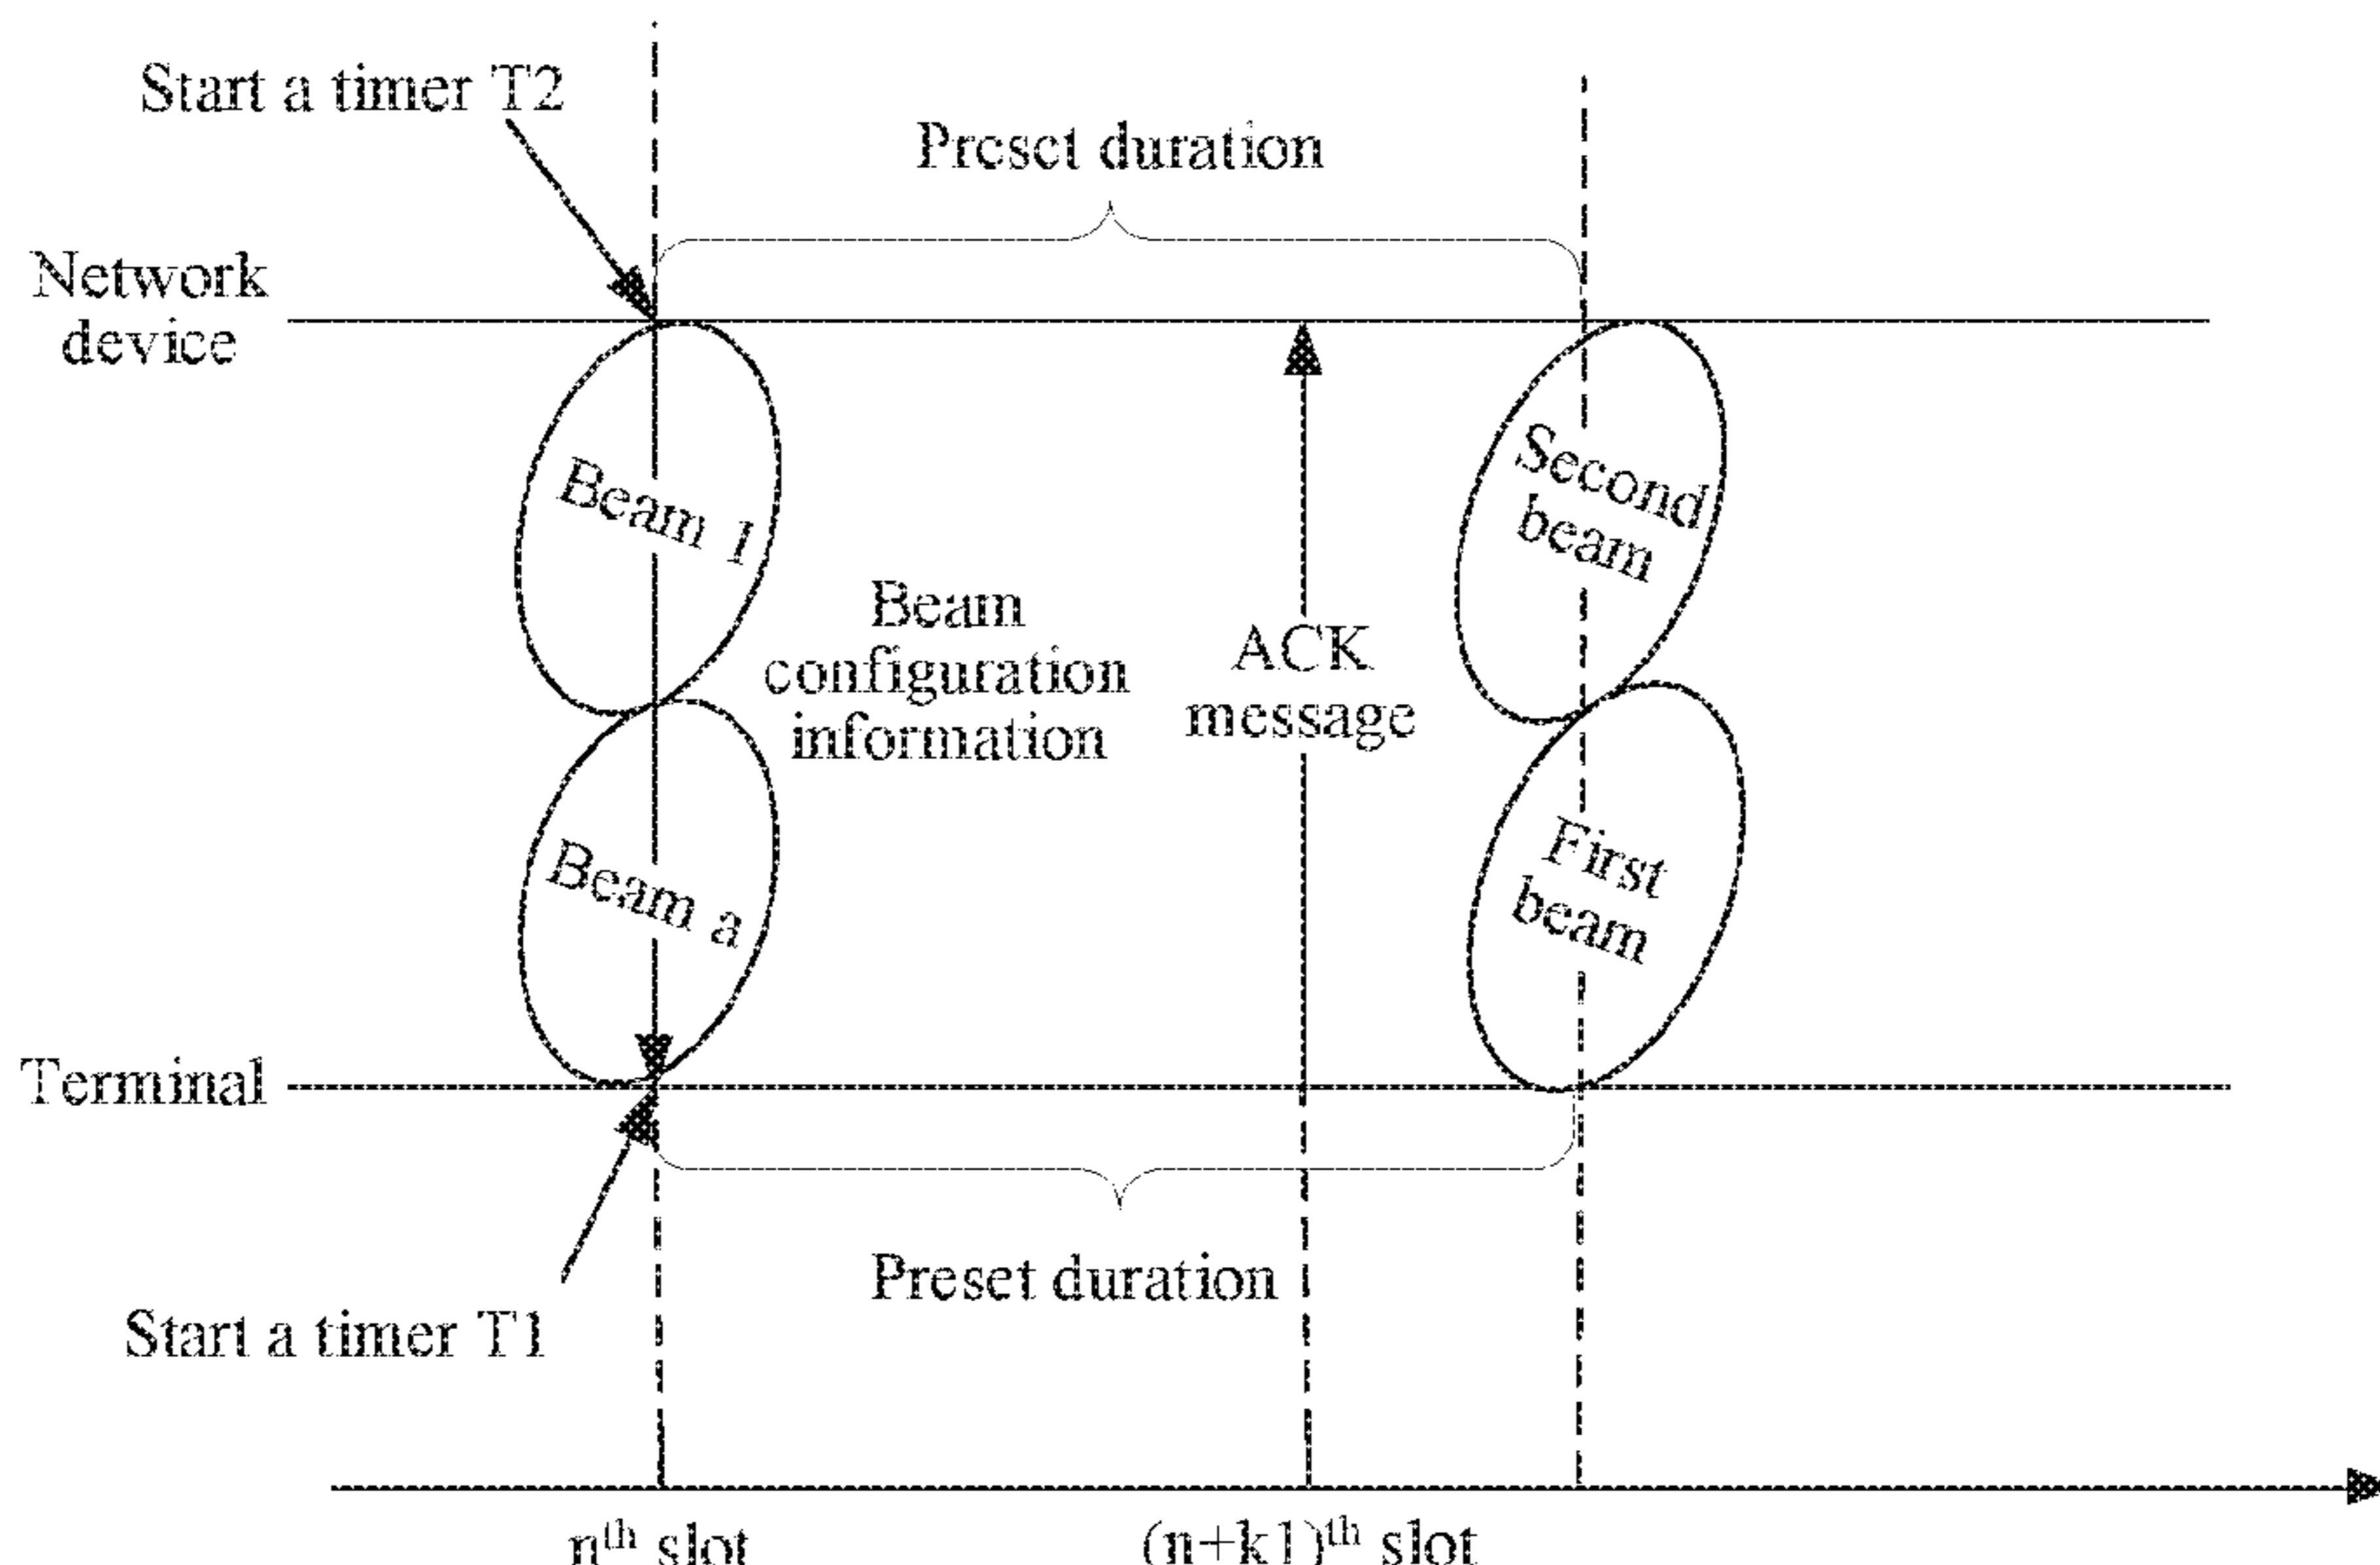 Start a timer T2
Preset duration
Network
device
Beam 1
Second
beam
Beam
configuration
information
ACK
message
Beam a
First
beam
Terminal
Preset duration
Start a timer T1
nth slot
(n+k1)th slot